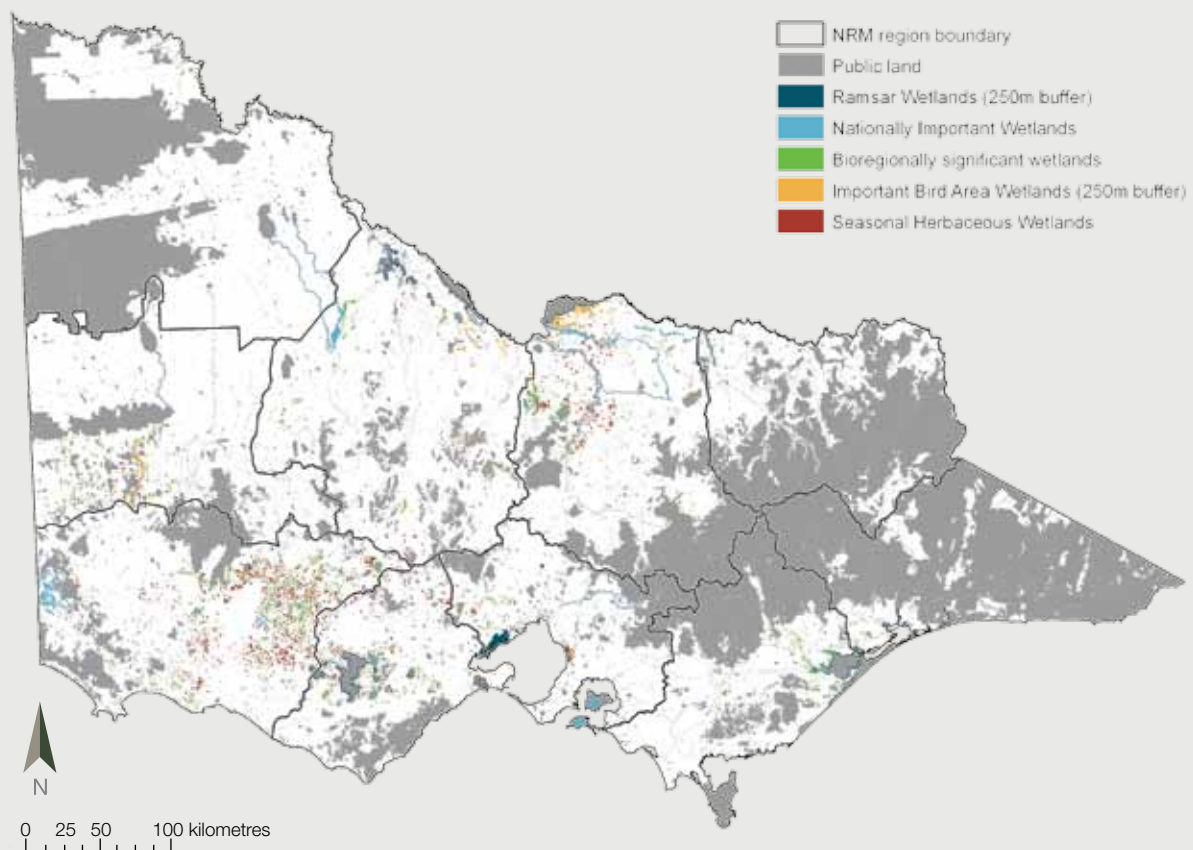 NRM region boundary
Public land
Ramsar Wetlands (250m buffer)
Nationally Important Wetlands
Bioregionally significant wetlands
Important Bird Area Wetlands (250m buffer)
Seasonal Herbaceous Wetlands
N
0 25 50 100 kilometres